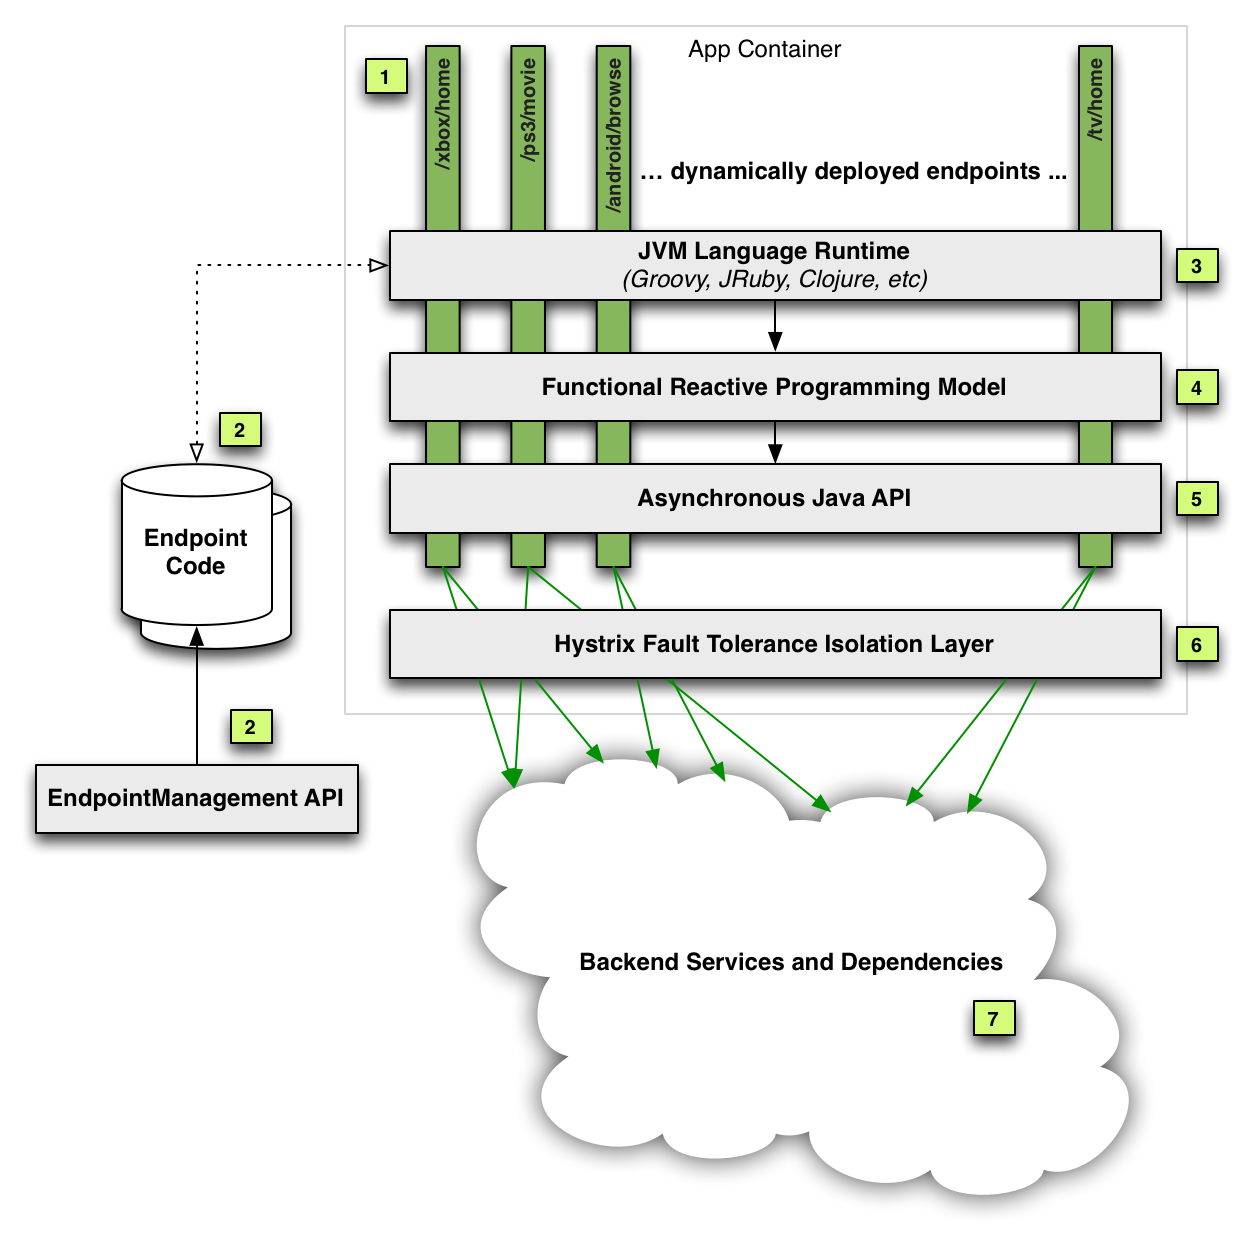 App Container
1
/xbox/home
/ps3/movie
/android/browse
/tv/home
... dynamically deployed endpoints ...
JVM Language Runtime
(Groovy, JRuby, Clojure, etc)
3
Functional Reactive Programming Model
4
2
Asynchronous Java API
5
Endpoint
Code
Hystrix Fault Tolerance Isolation Layer
6
2
EndpointManagement API
Backend Services and Dependencies
7